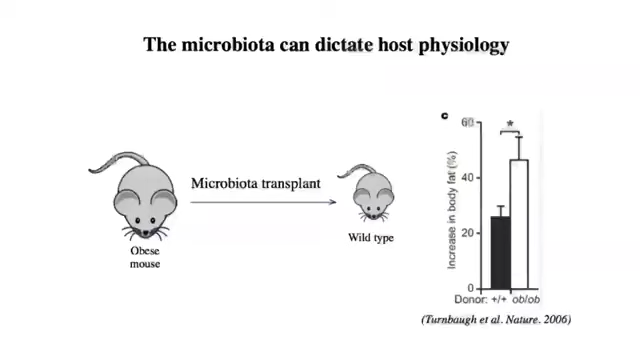 The microbiota can dictate host physiology
Microbiota transplant
Obese
mouse
Wild type
c
Increase in body fat (%)
60
*
40
20
0
Donor: +/+ ob/ob
(Turnbaugh et al. Nature. 2006)